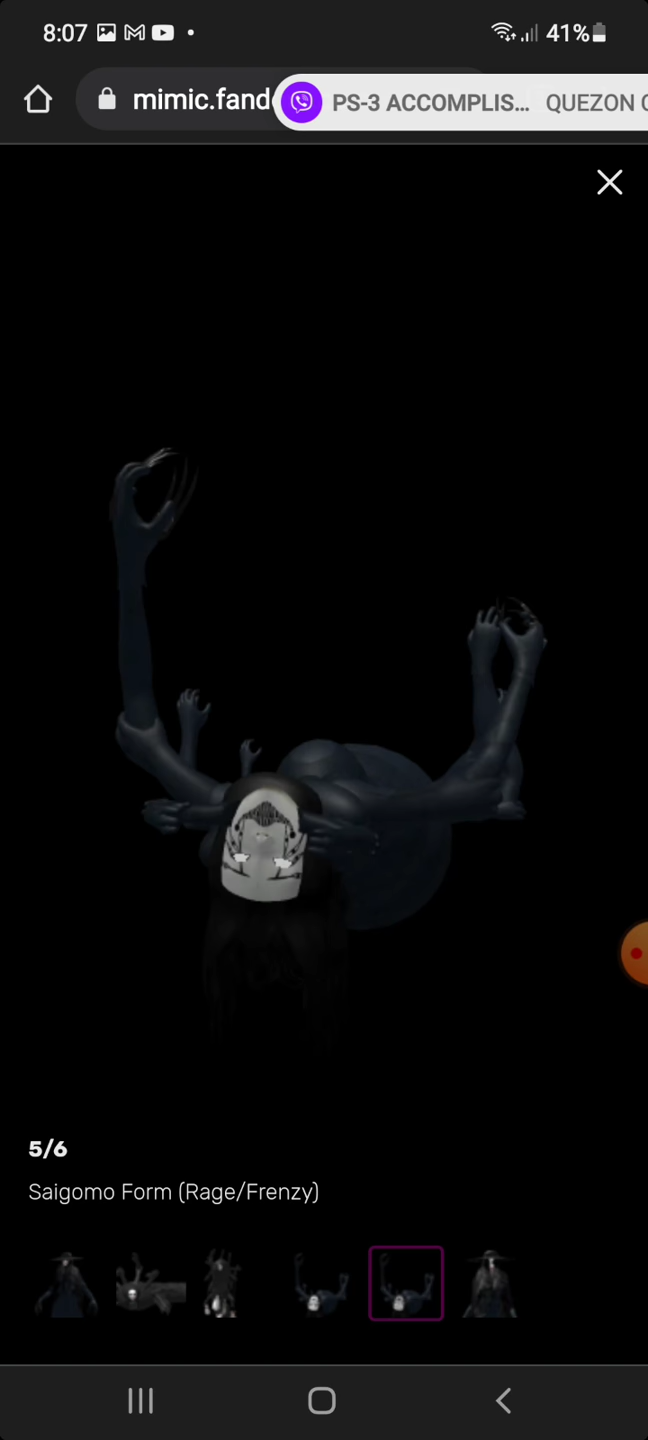 8:07
41%
mimic.fand
PS-3 ACCOMPLIS... QUEZON
5/6
Saigomo Form (Rage/Frenzy)